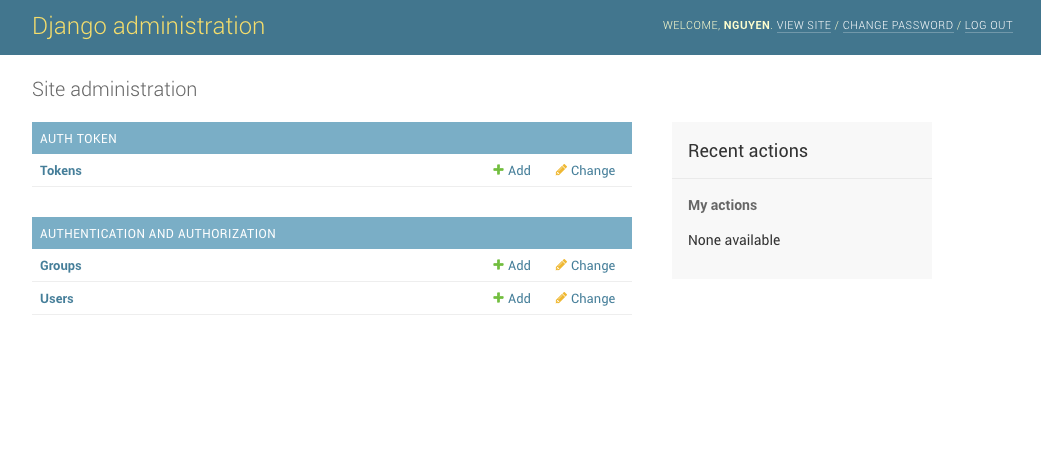 Django administration
WELCOME, NGUYEN. VIEW SITE / CHANGE PASSWORD / LOG OUT
Site administration
AUTH TOKEN
Tokens Add Change
AUTHENTICATION AND AUTHORIZATION
Groups Add Change
Users Add Change
Recent actions
My actions
None available